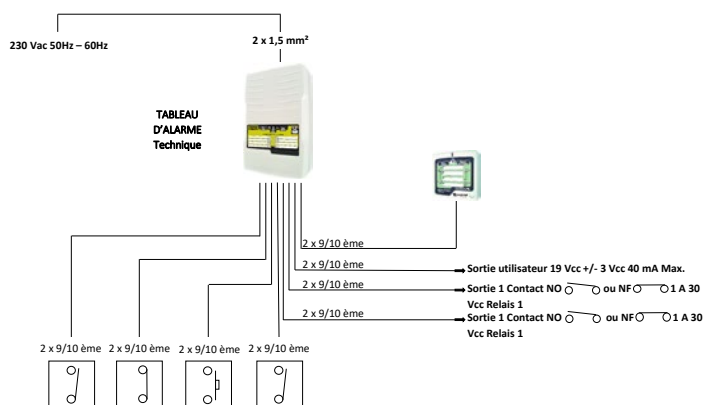 230 Vac 50Hz – 60Hz
2 x 1,5 mm²
TABLEAU
D'ALARME
Technique
2 x 9/10 ème
2 x 9/10 ème
Sortie utilisateur 19 Vcc +/- 3 Vcc 40 mA Max.
2 x 9/10 ème
Sortie 1 Contact NO ou NF 1 A 30
Vcc Relais 1
2 x 9/10 ème
Sortie 1 Contact NO ou NF 1 A 30
Vcc Relais 1
2 x 9/10 ème 2 x 9/10 ème 2 x 9/10 ème 2 x 9/10 ème